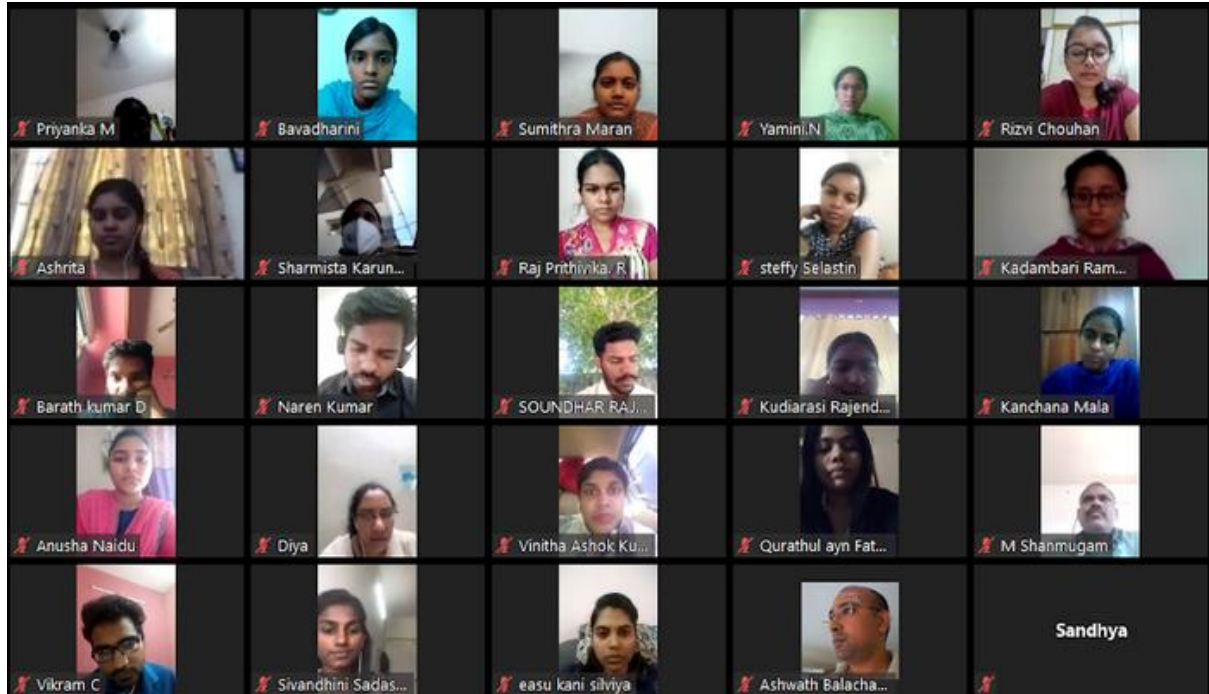 Priyanka M
Bavadharini
Sumithra Maran
Yamini.N
Rizvi Chouhan
Ashrita
Sharmista Karun...
Raj Prithivika. R
steffy Selastin
Kadambari Ram...
Barath kumar D
Naren Kumar
SOUNDHAR RAJ...
Kudiarasi Rajend...
Kanchana Mala
Anusha Naidu
Diya
Vinitha Ashok Ku...
Qurathul ayn Fat...
M Shanmugam
Vikram C
Sivandhini Sadas...
easu kani silviya
Ashwath Balacha...
Sandhya